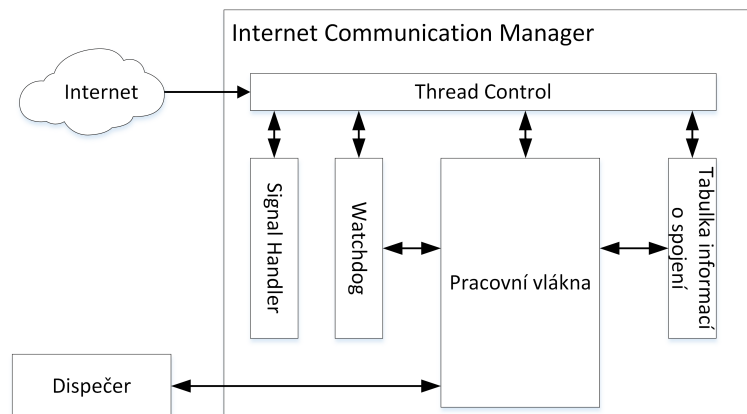 Internet Communication Manager
Internet
Thread Control
Signal Handler
Watchdog
Pracovní vlákna
Tabulka informací
o spojení
Dispečer